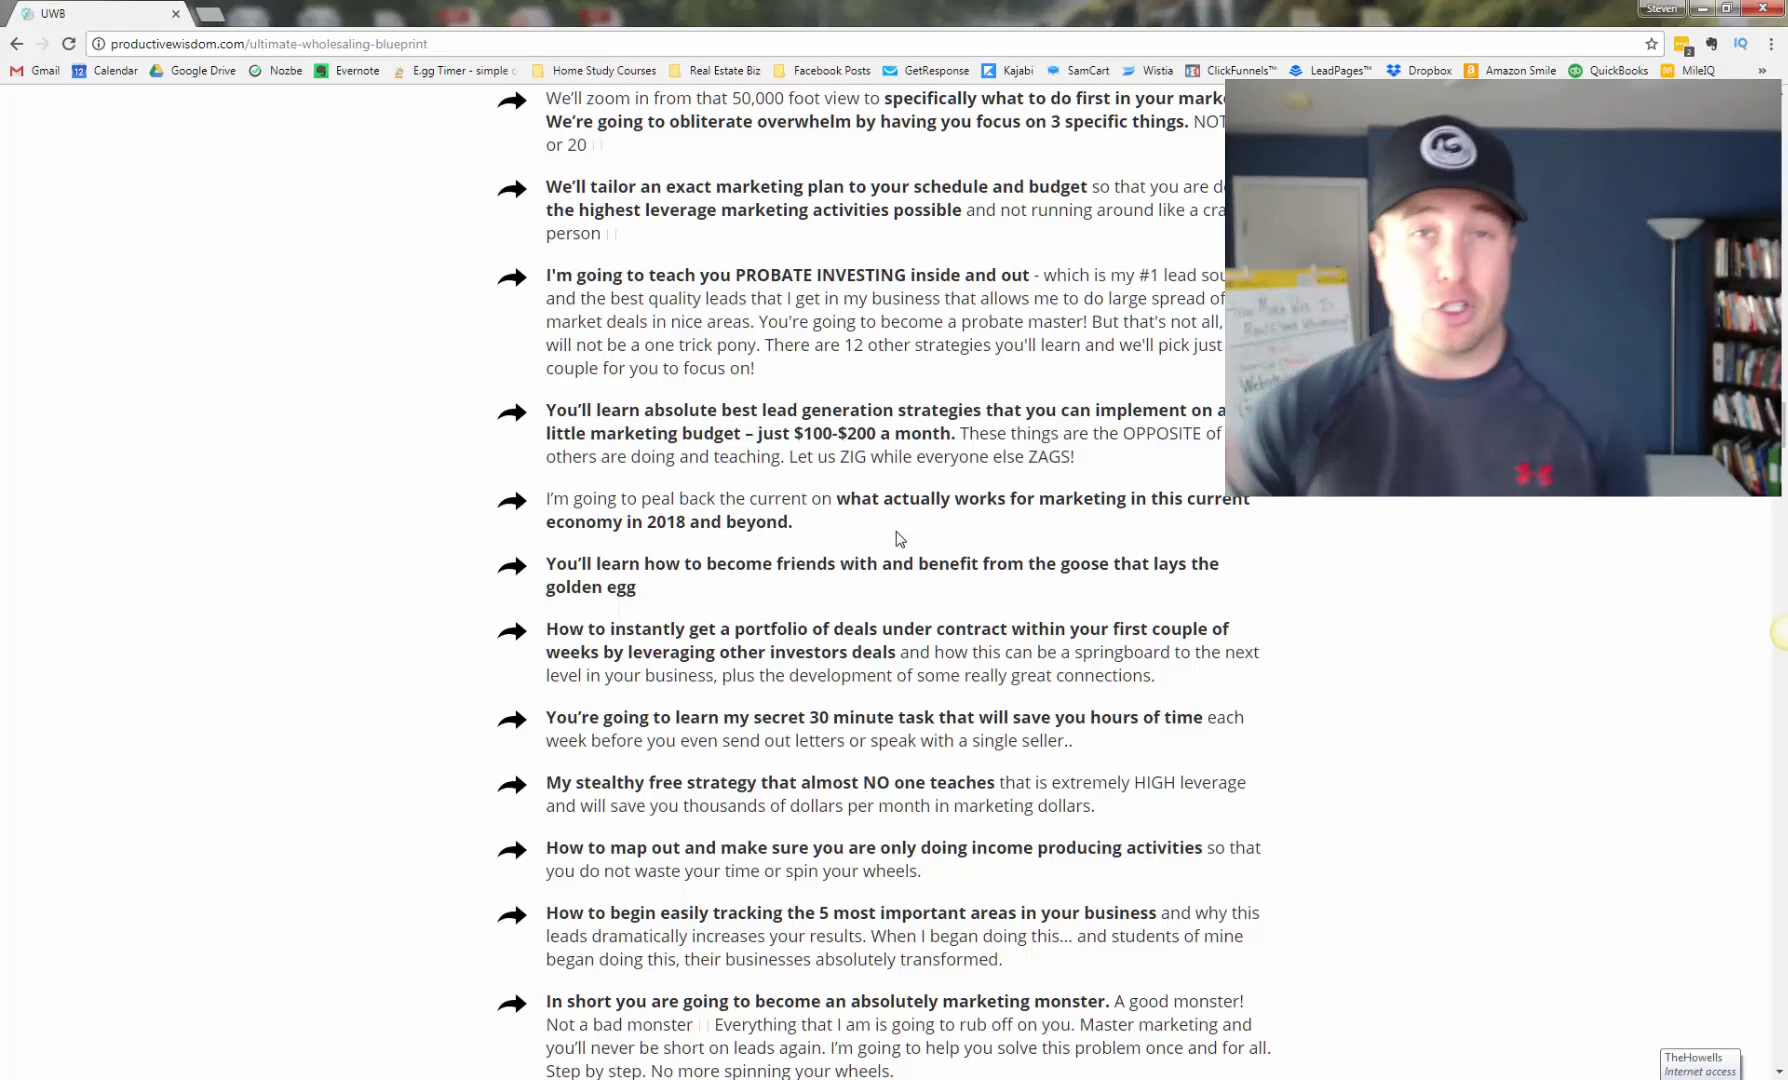 UWB
Steven
productivewisdom.com/ultimate-wholesaling-blueprint
Gmail
12 Calendar
Google Drive
Nozbe
Evernote
E.gg Timer - simple c
Home Study Courses
Real Estate Biz
Facebook Posts
GetResponse
Kajabi
SamCart
Wistia
ClickFunnels™
LeadPages™
Dropbox
Amazon Smile
QuickBooks
MileIQ
We'll zoom in from that 50,000 foot view to specifically what to do first in your mark
We're going to obliterate overwhelm by having you focus on 3 specific things. NOT
or 20
We'll tailor an exact marketing plan to your schedule and budget so that you are d
the highest leverage marketing activities possible and not running around like a cra
person
I'm going to teach you PROBATE INVESTING inside and out - which is my #1 lead sou
and the best quality leads that I get in my business that allows me to do large spread of
market deals in nice areas. You're going to become a probate master! But that's not all,
will not be a one trick pony. There are 12 other strategies you'll learn and we'll pick just
couple for you to focus on!
You'll learn absolute best lead generation strategies that you can implement on a
little marketing budget – just $100-$200 a month. These things are the OPPOSITE of
others are doing and teaching. Let us ZIG while everyone else ZAGS!
I'm going to peal back the current on what actually works for marketing in this current
economy in 2018 and beyond.
You'll learn how to become friends with and benefit from the goose that lays the
golden egg
How to instantly get a portfolio of deals under contract within your first couple of
weeks by leveraging other investors deals and how this can be a springboard to the next
level in your business, plus the development of some really great connections.
You're going to learn my secret 30 minute task that will save you hours of time each
week before you even send out letters or speak with a single seller..
My stealthy free strategy that almost NO one teaches that is extremely HIGH leverage
and will save you thousands of dollars per month in marketing dollars.
How to map out and make sure you are only doing income producing activities so that
you do not waste your time or spin your wheels.
How to begin easily tracking the 5 most important areas in your business and why this
leads dramatically increases your results. When I began doing this... and students of mine
began doing this, their businesses absolutely transformed.
In short you are going to become an absolutely marketing monster. A good monster!
Not a bad monster Everything that I am is going to rub off on you. Master marketing and
you'll never be short on leads again. I'm going to help you solve this problem once and for all.
Step by step. No more spinning your wheels.
TheHowells
Internet access